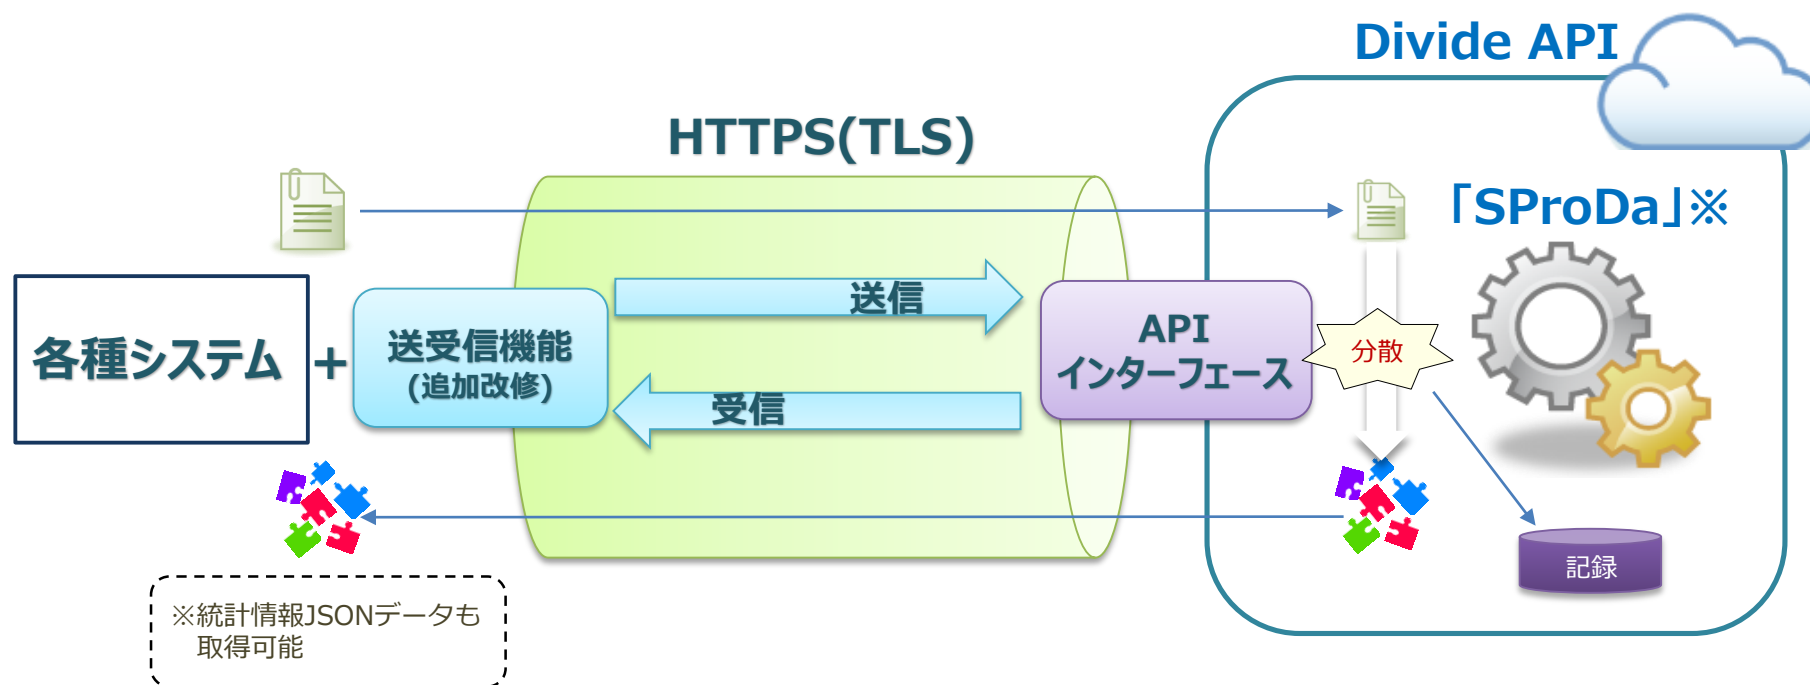 Divide API
HTTPS(TLS)
「SProDa」※
送信
各種システム
+
送受信機能
(追加改修)
API
インターフェース
分散
受信
記録
※統計情報JSONデータも
取得可能